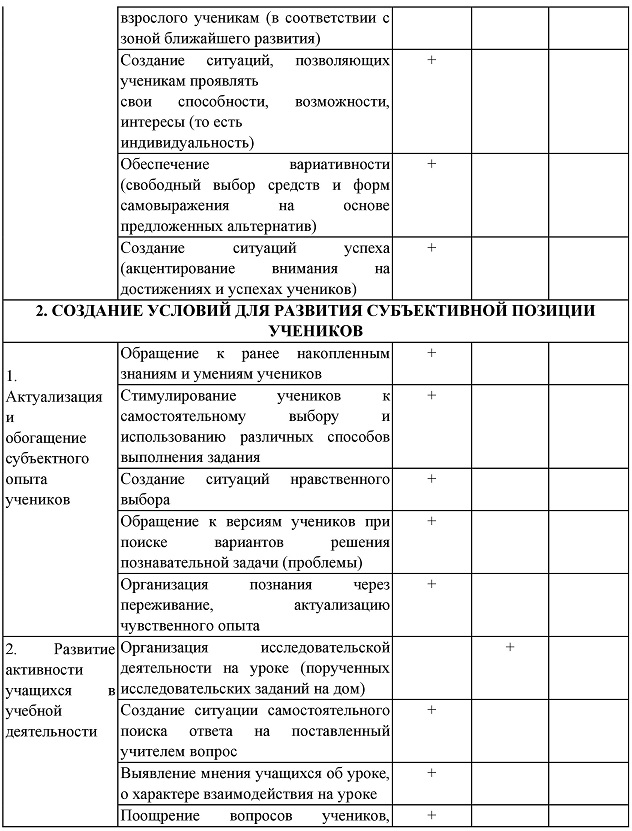 взрослого ученикам (в соответствии с
зоной ближайшего развития)
Создание ситуаций, позволяющих +
ученикам проявлять
свои способности, возможности,
интересы (то есть
индивидуальность)
Обеспечение вариативности +
(свободный выбор средств и форм
самовыражения на основе
предложенных альтернатив)
Создание ситуаций успеха +
(акцентирование внимания на
достижениях и успехах учеников)
2. СОЗДАНИЕ УСЛОВИЙ ДЛЯ РАЗВИТИЯ СУБЪЕКТИВНОЙ ПОЗИЦИИ
УЧЕНИКОВ
1.
Актуализация
и
обогащение
субъектного
опыта
учеников
Обращение к ранее накопленным +
знаниям и умениям учеников
Стимулирование учеников к +
самостоятельному выбору и
использованию различных способов
выполнения задания
Создание ситуаций нравственного +
выбора
Обращение к версиям учеников при +
поиске вариантов решения
познавательной задачи (проблемы)
Организация познания через +
переживание, актуализацию
чувственного опыта
2. Развитие
активности
учащихся в
учебной
деятельности
Организация исследовательской +
деятельности на уроке (порученных
исследовательских заданий на дом)
Создание ситуации самостоятельного +
поиска ответа на поставленный
учителем вопрос
Выявление мнения учащихся об уроке, +
о характере взаимодействия на уроке
Поощрение вопросов учеников, +